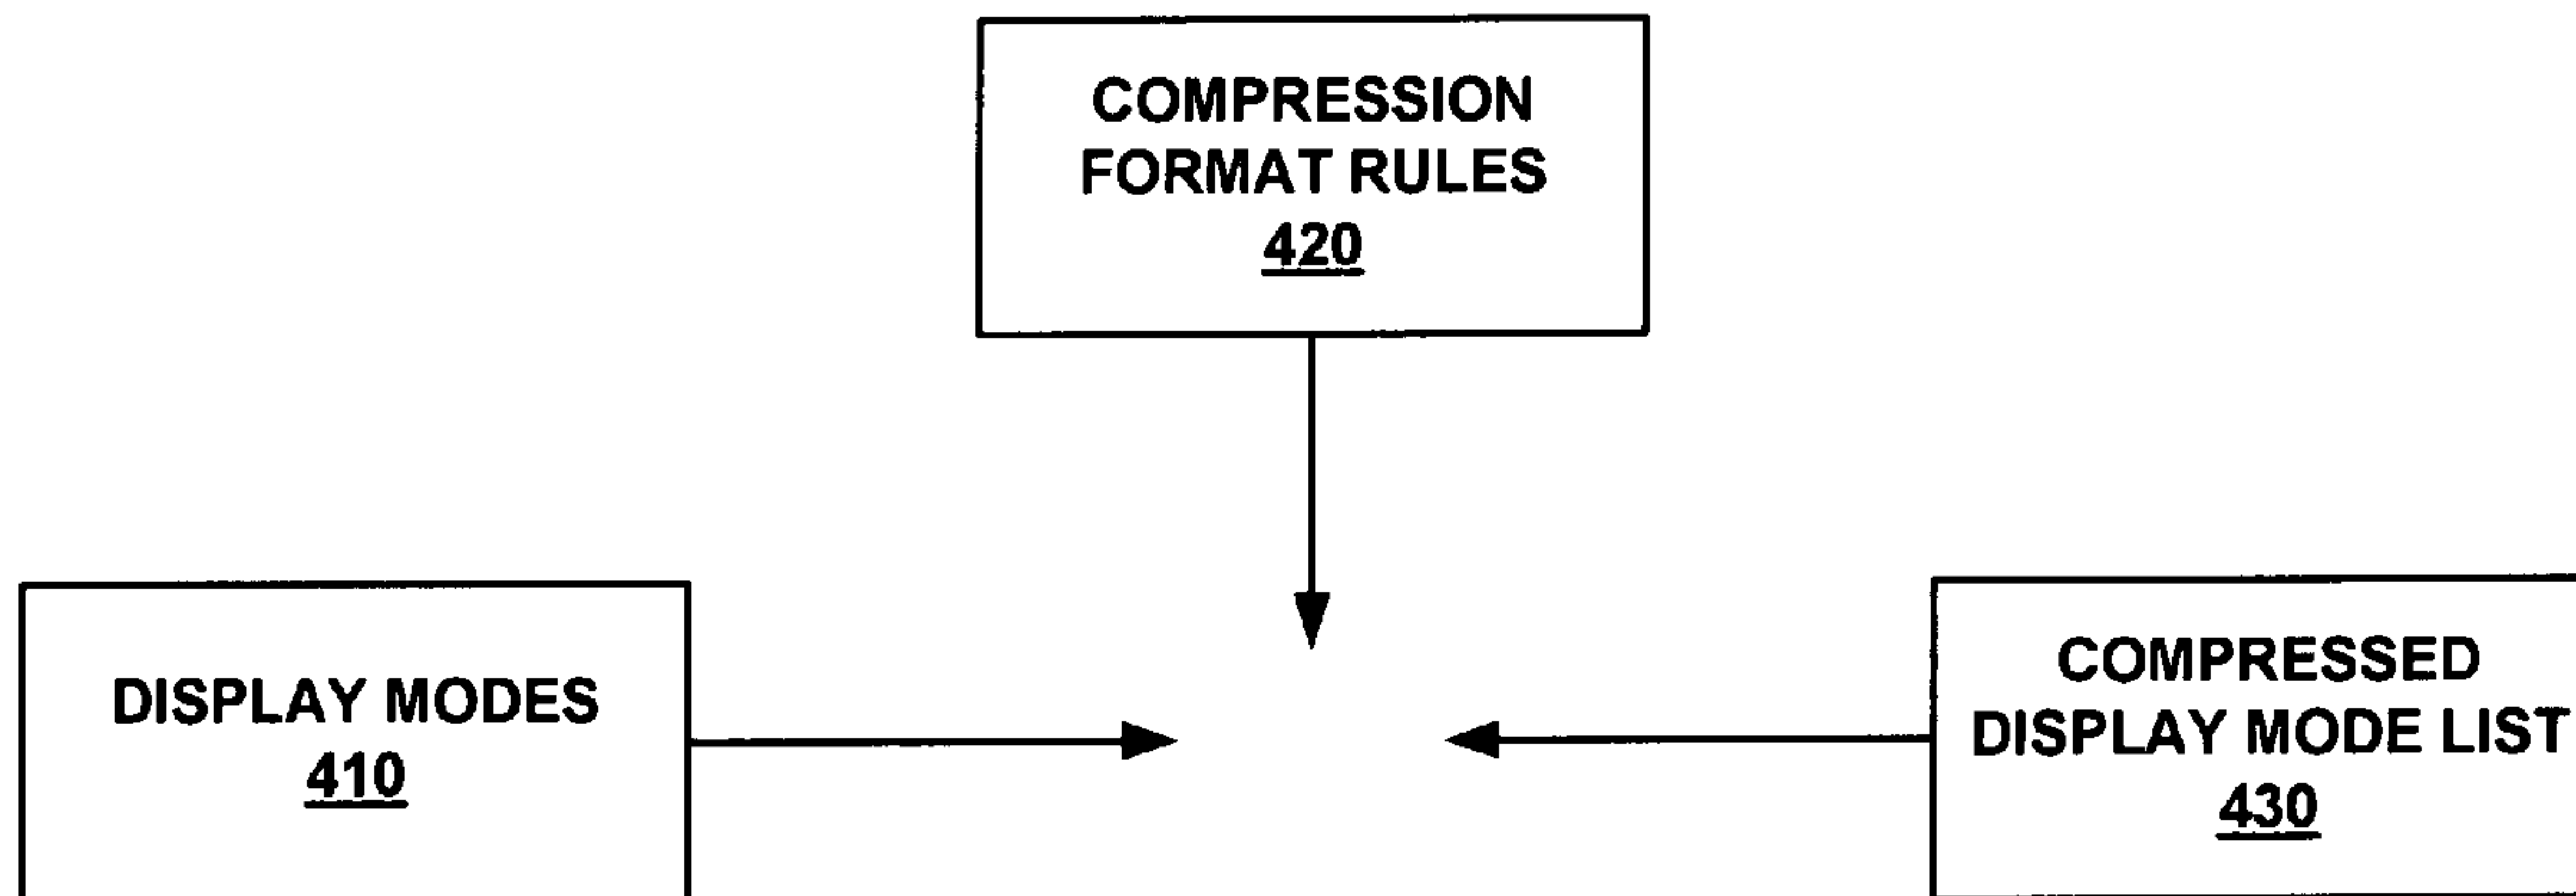 COMPRESSION
FORMAT RULES
420
DISPLAY MODES
410
COMPRESSED
DISPLAY MODE LIST
430